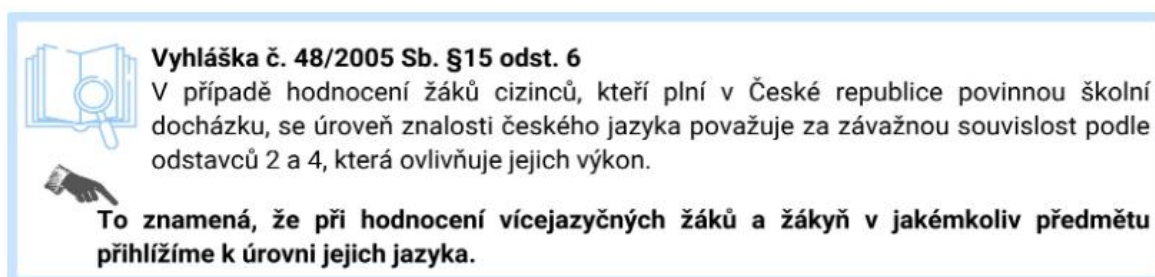 Vyhláška č. 48/2005 Sb. §15 odst. 6
V případě hodnocení žáků cizinců, kteří plní v České republice povinnou školní
docházku, se úroveň znalosti českého jazyka považuje za závažnou souvislost podle
odstavců 2 a 4, která ovlivňuje jejich výkon.
To znamená, že při hodnocení vícejazyčných žáků a žákyň v jakémkoliv předmětu
přihlížíme k úrovni jejich jazyka.